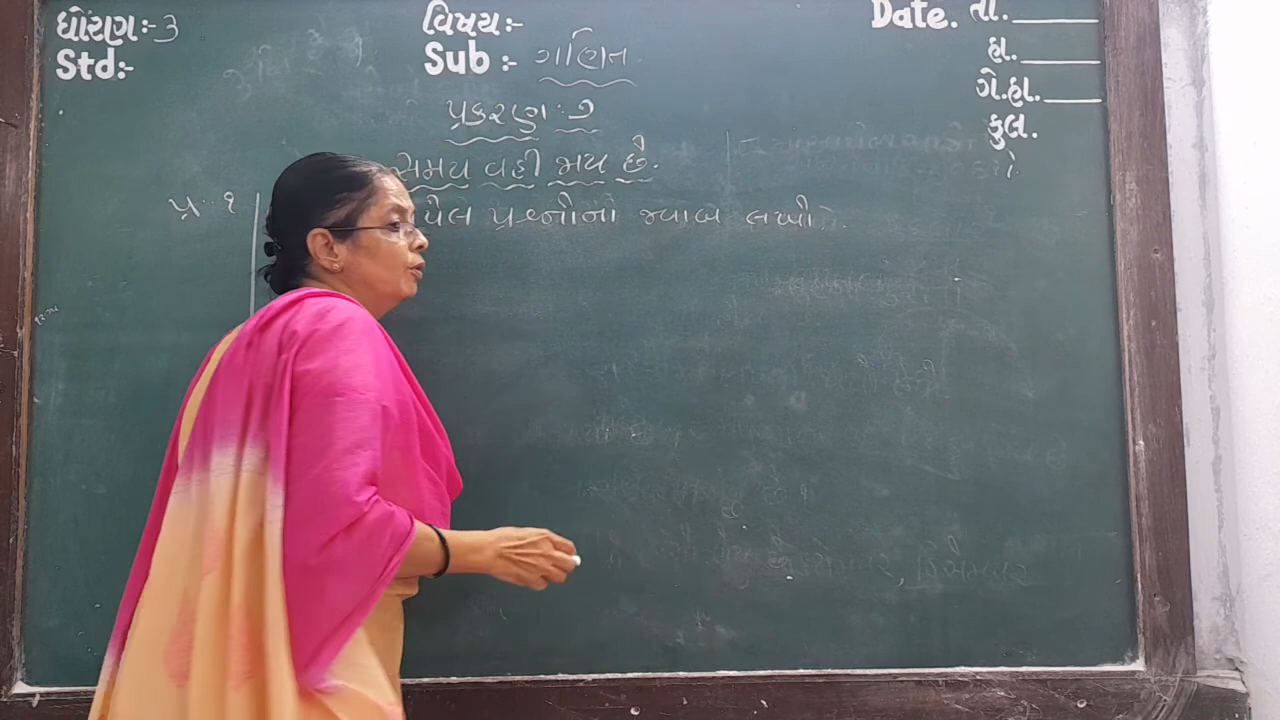 ધોરણ:- 3
Std:-
વિષય:-
Sub :- ગણિત
Date. તા.
હા.
ગે.હા.
કુલ.
પ્રકરણ :- ૭
સમય વહી જાય છે.
પ્ર-૧
પેલ પ્રશ્નોના જવાબ લખો.